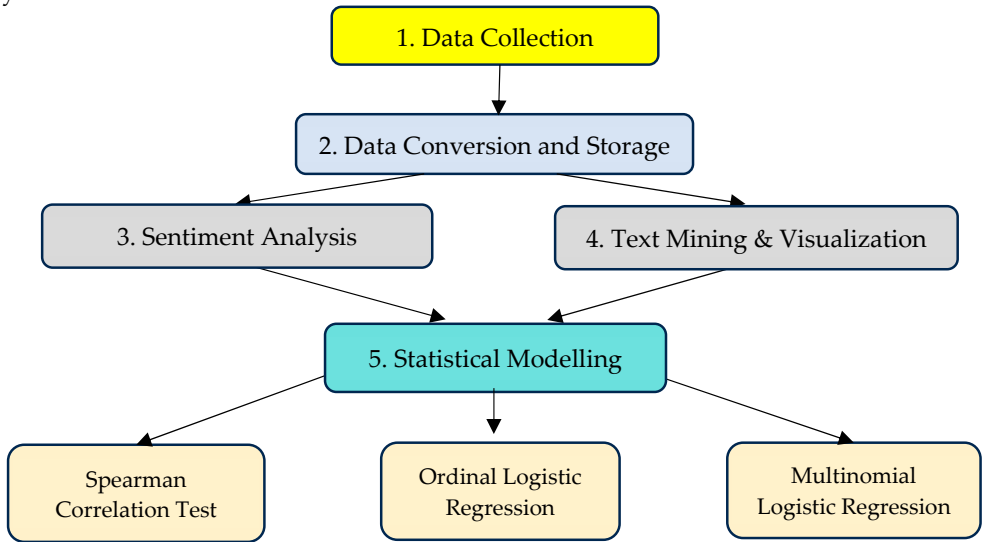 y
1. Data Collection
2. Data Conversion and Storage
3. Sentiment Analysis
4. Text Mining & Visualization
5. Statistical Modelling
Spearman
Correlation Test
Ordinal Logistic
Regression
Multinomial
Logistic Regression